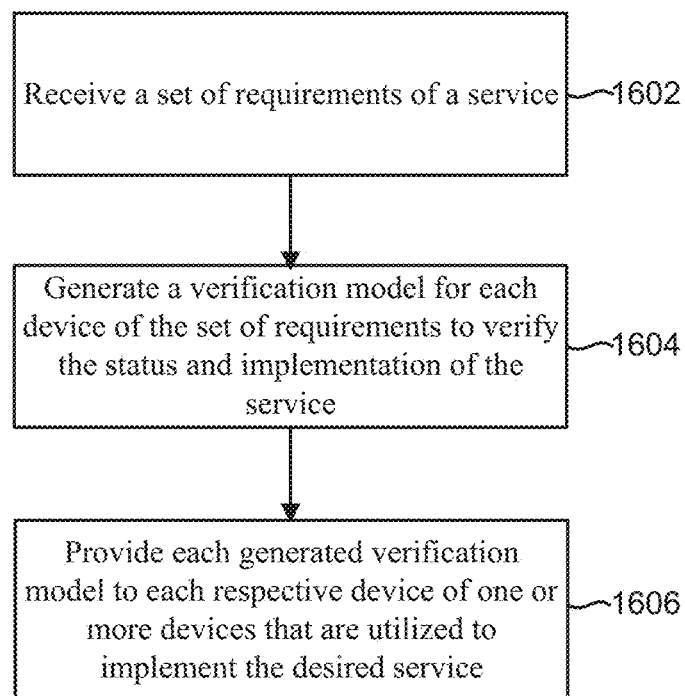 Receive a set of requirements of a service
1602
Generate a verification model for each
device of the set of requirements to verify
the status and implementation of the
service
1604
Provide each generated verification
model to each respective device of one or
more devices that are utilized to
implement the desired service
1606